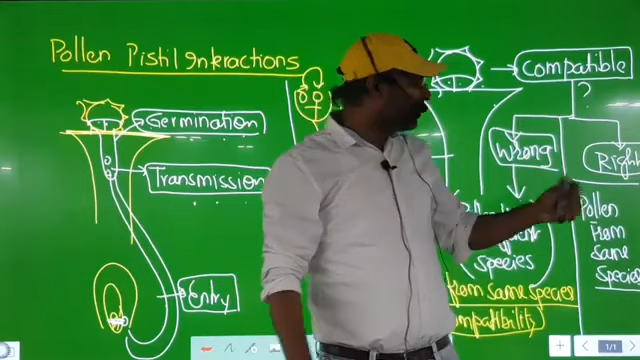 Pollen Pistil Interactions
Germination
Transmission
Entry
Compatible
?
Wrong
Right
Pollen
From
Same
Species
species
from same species
1/1